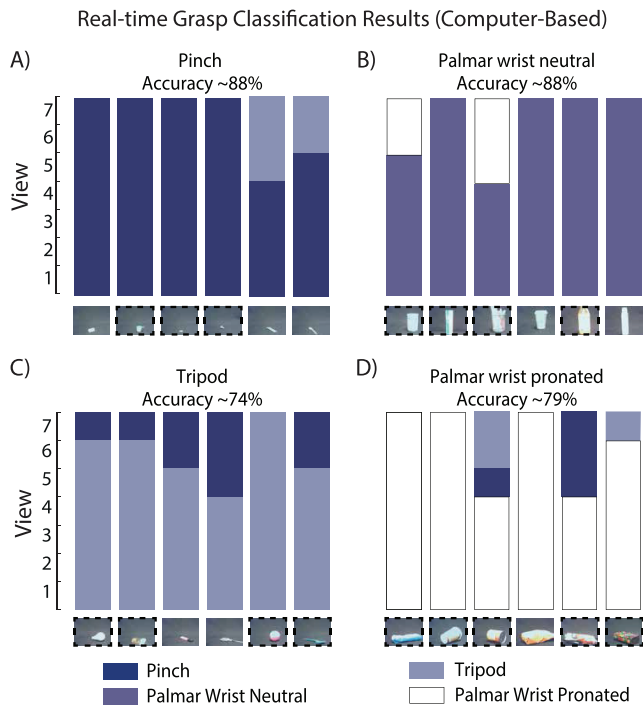 Real-time Grasp Classification Results (Computer-Based)
A)
Pinch
Accuracy ~88%
View
7
6
5
4
3
2
1
B)
Palmar wrist neutral
Accuracy ~88%
C)
Tripod
Accuracy ~74%
View
7
6
5
4
3
2
1
D)
Palmar wrist pronated
Accuracy ~79%
Pinch
Palmar Wrist Neutral
Tripod
Palmar Wrist Pronated